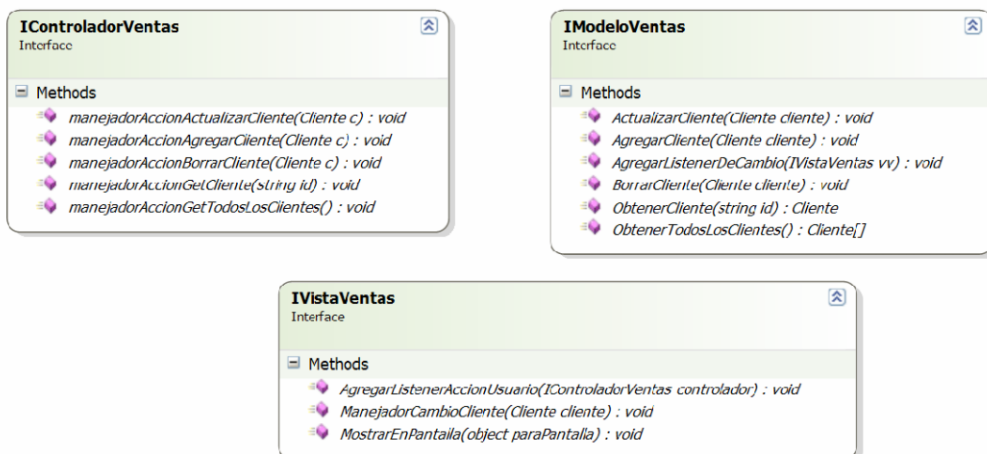 IControladorVentas
Interface
Methods
manejadorAccionActualizarCliente(Cliente c) : void
manejadorAccionAgregarCliente(Cliente c) : void
manejadorAccionBorrarCliente(Cliente c) : void
manejadorAccionGetCliente(string id) : void
manejadorAccionGetTodosLosClientes() : void
IModeloVentas
Interface
Methods
ActualizarCliente(Cliente cliente) : void
AgregarCliente(Cliente cliente) : void
AgregarListenerDeCambio(IVistaVentas vv) : void
BorrarCliente(Cliente cliente) : void
ObtenerCliente(string id) : Cliente
ObtenerTodosLosClientes() : Cliente[]
IVistaVentas
Interface
Methods
AgregarListenerAccionUsuario(IControladorVentas controlador) : void
ManejadorCambioCliente(Cliente cliente) : void
MostrarEnPantalla(object paraPantalla) : void